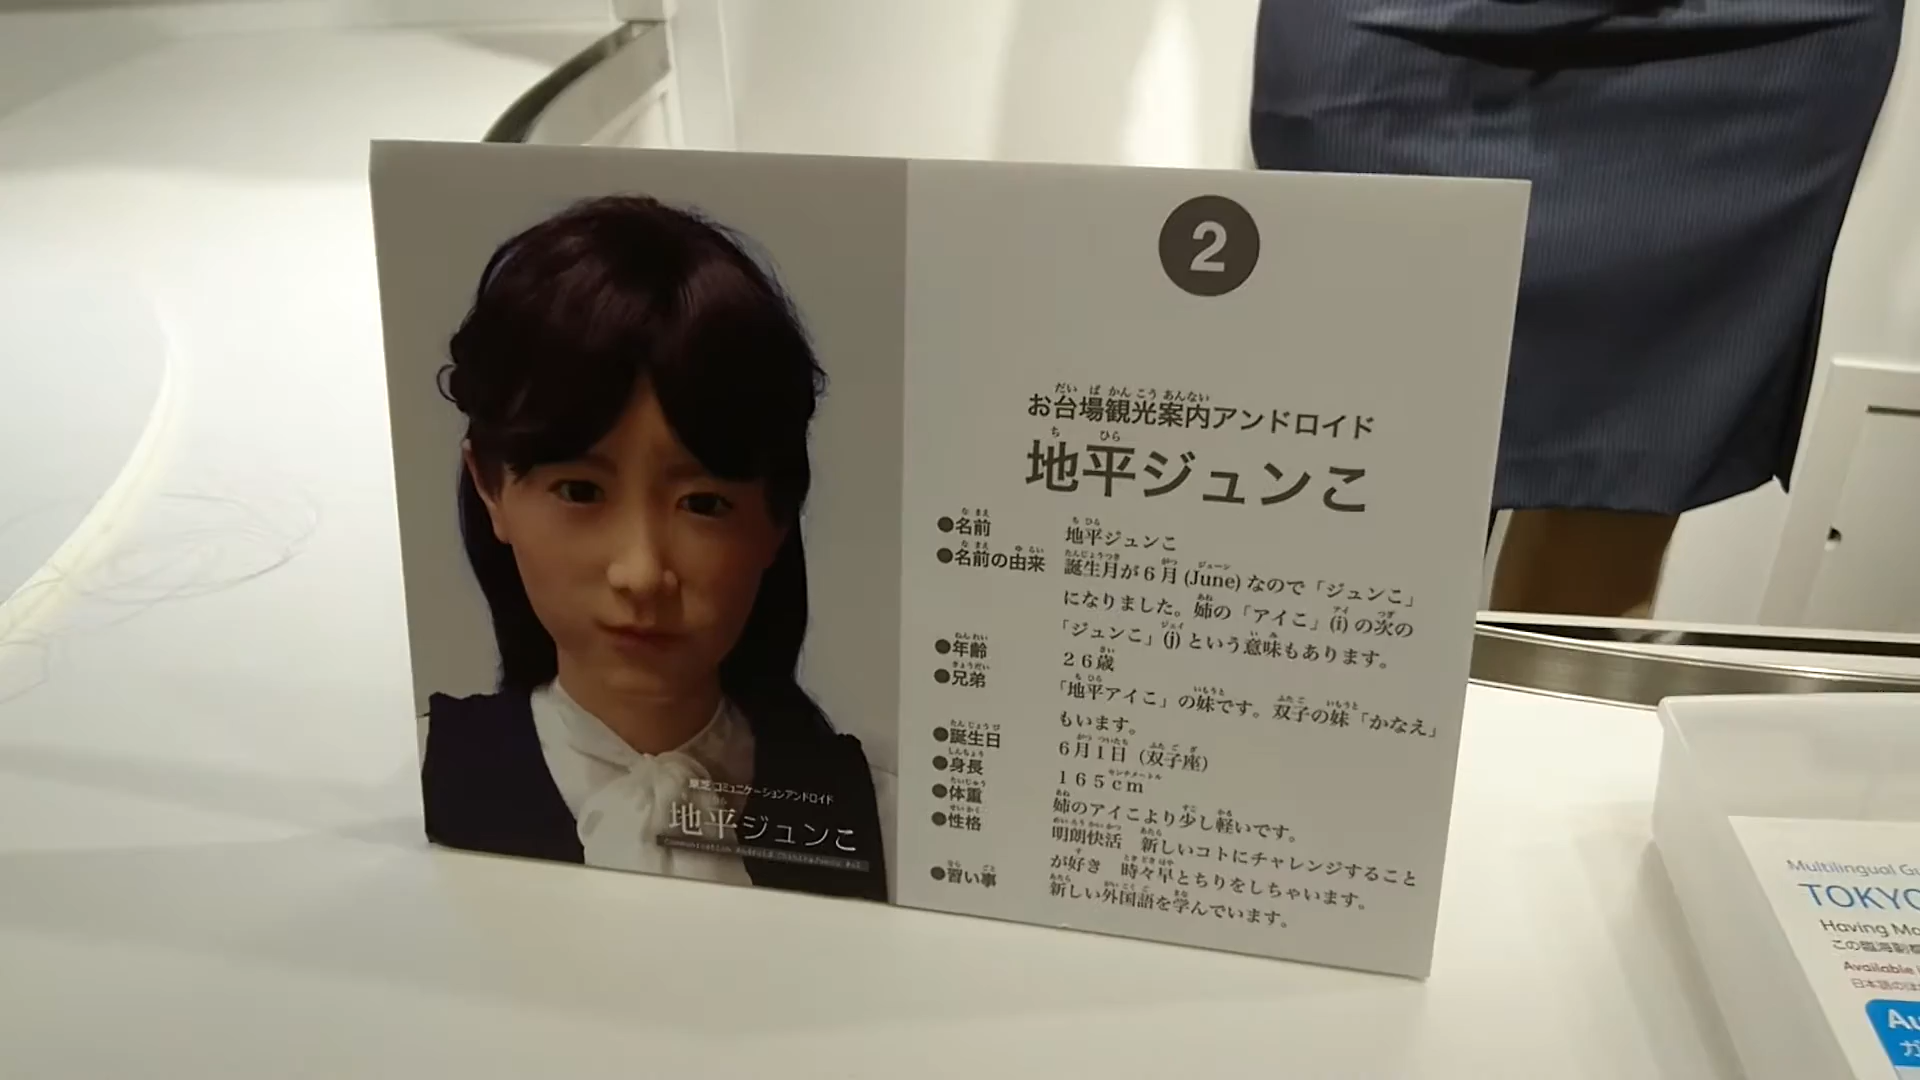 2
お台場観光案内アンドロイド
地平ジュンこ
●名前 地平ジュンこ
●名前の由来 誕生月が6月(June)なので「ジュンこ」
になりました。姉の「アイこ」(i)の次の
「ジュンこ」(j)という意味もあります。
●年齢 26歳
●兄弟 「地平アイこ」の妹です。双子の妹「かなえ」
もいます。
●誕生日 6月1日（双子座）
●身長 165cm
●体重 姉のアイこより少し軽いです。
●性格 明朗快活 新しいコトにチャレンジすること
が好き 時々早とちりをしちゃいます。
●習い事 新しい外国語を学んでいます。
東芝コミュニケーションアンドロイド
地平ジュンこ
Communication Android
Multilingual
TOKYO
Having
この臨海副都
Available
日本語のほ